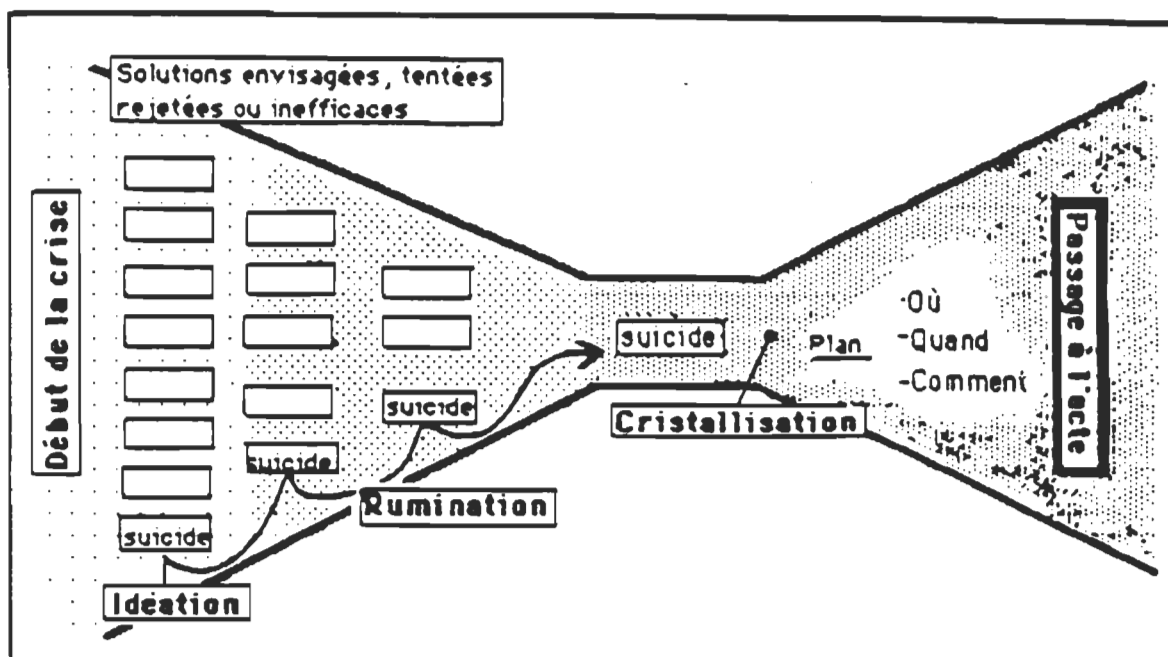 Solutions envisagées, tentées
rejetées ou inefficaces
Début de la crise
suicide
Idéation
suicide
Rumination
suicide
suicide
Cristallisation
Plan
-Où
-Quand
-Comment
Passage à l'acte